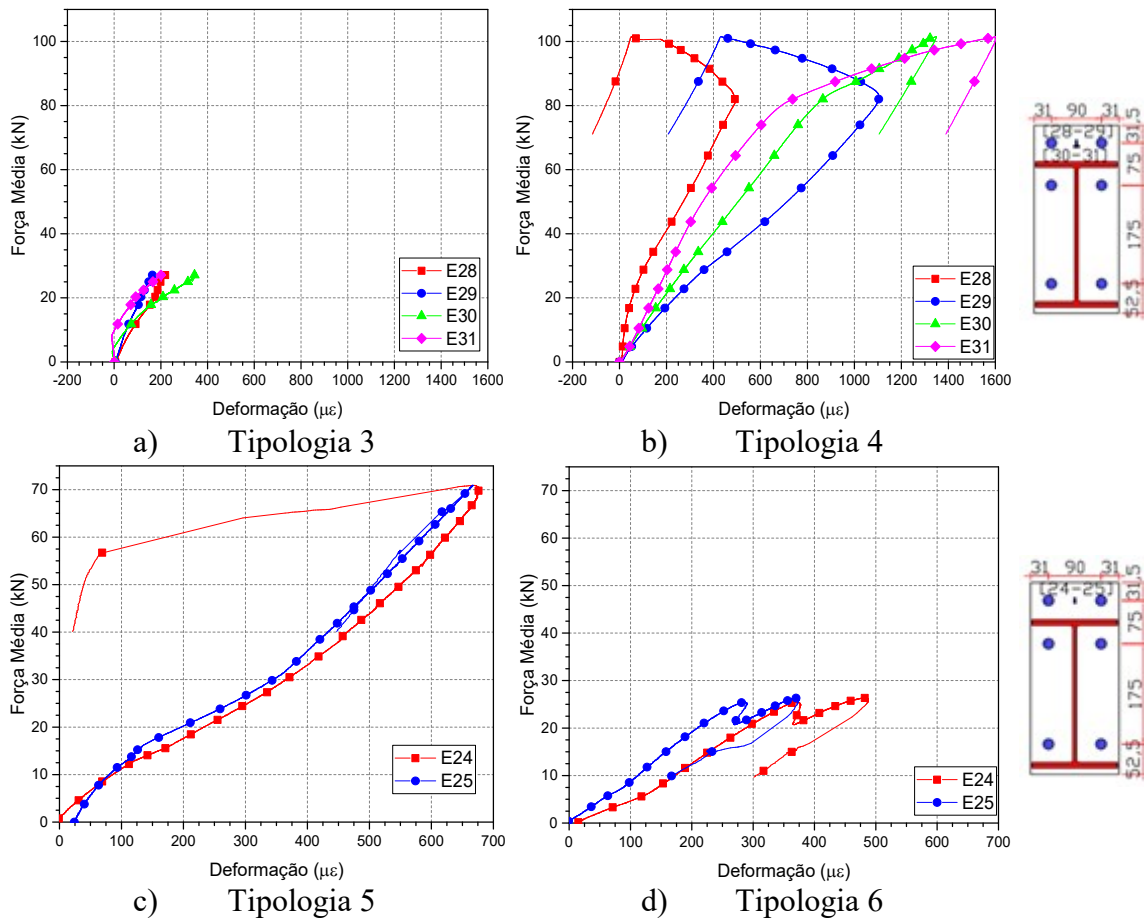 Força Média (kN)
100
80
60
40
20
0
E28
E29
E30
E31
-200 0 200 400 600 800 1000 1200 1400 1600
Deformação (με)
a) Tipologia 3
Força Média (kN)
100
80
60
40
20
0
E28
E29
E30
E31
-200 0 200 400 600 800 1000 1200 1400 1600
Deformação (με)
b) Tipologia 4
31 90 31
[28-29]
[30-31]
31,5
75
175
52,5
Força Média (kN)
70
60
50
40
30
20
10
0
E24
E25
0 100 200 300 400 500 600 700
Deformação (με)
c) Tipologia 5
Força Média (kN)
70
60
50
40
30
20
10
0
E24
E25
0 100 200 300 400 500 600 700
Deformação (με)
d) Tipologia 6
31 90 31
[24-25]
31,5
75
175
52,5